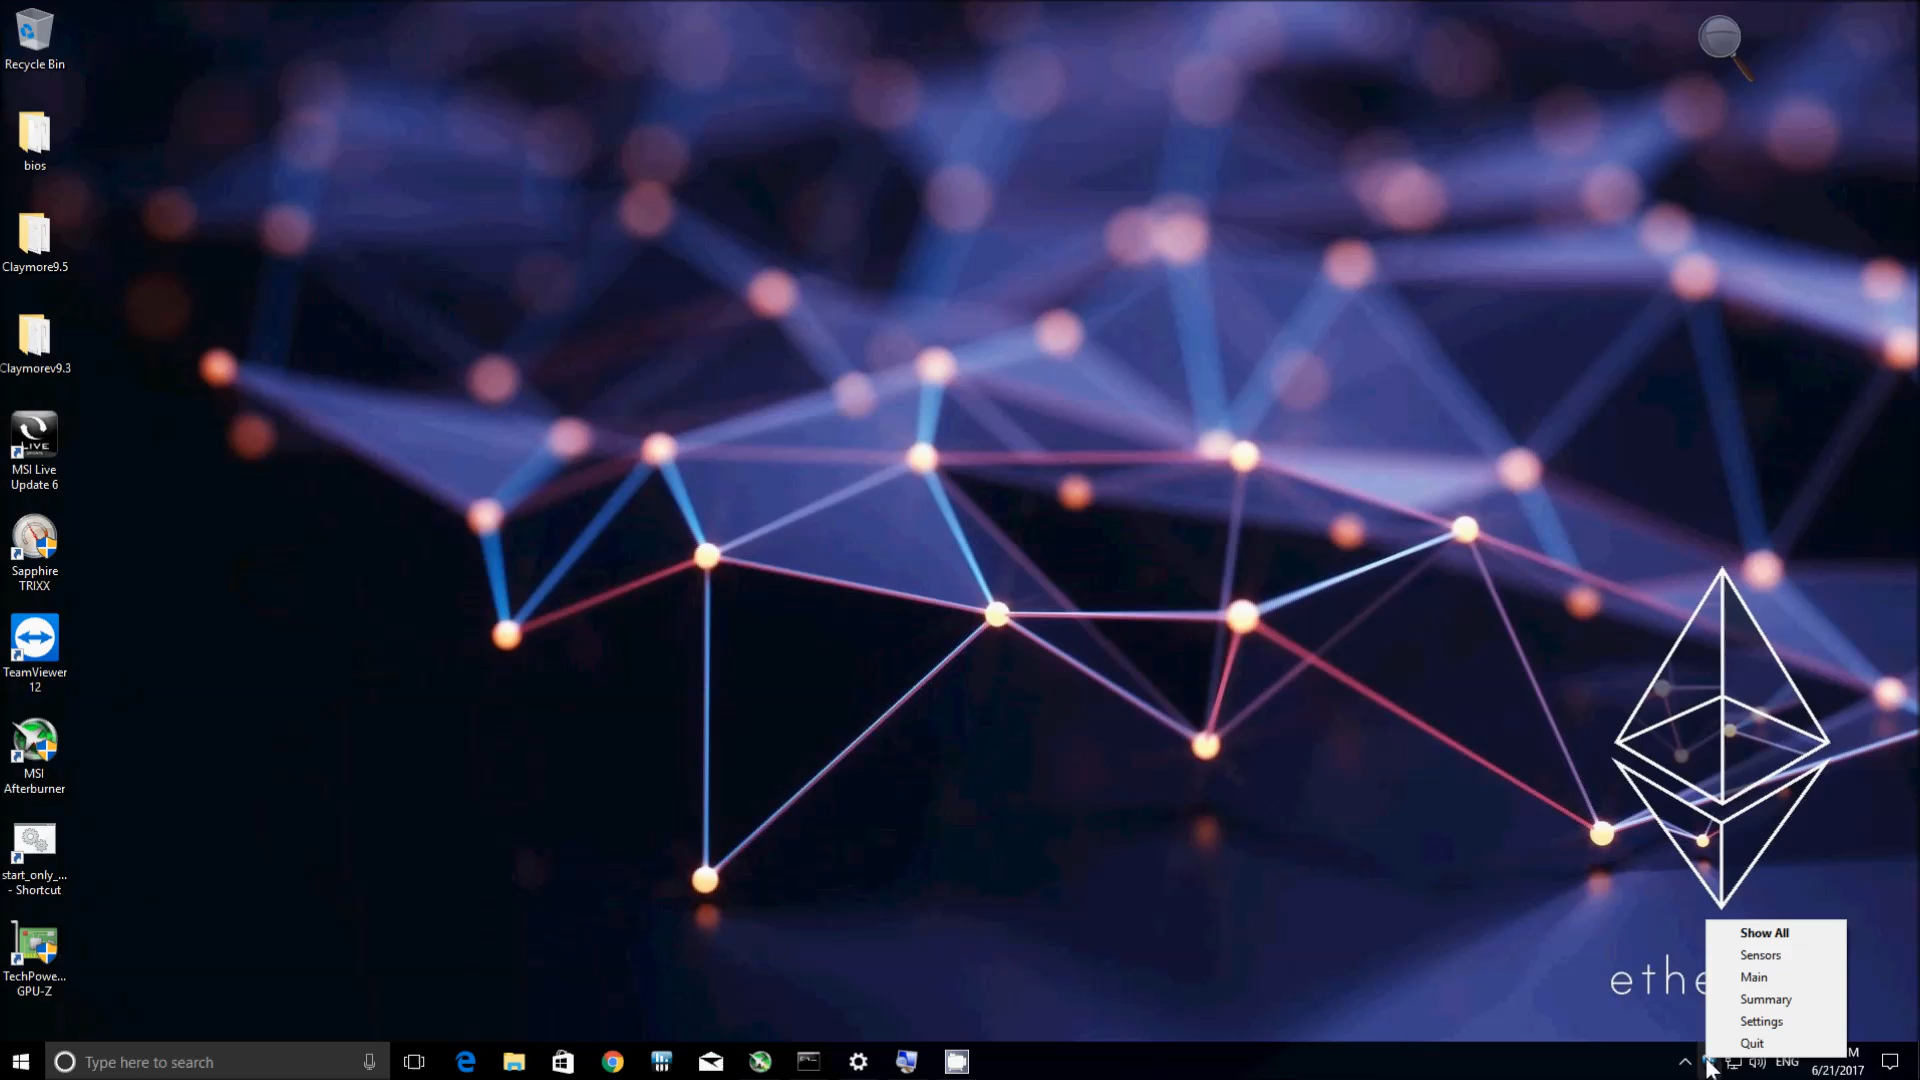 Recycle Bin
bios
Claymore9.5
Claymorev9.3
LIVE
MSI Live
Update 6
Sapphire
TRIXX
TeamViewer
12
MSI
Afterburner
start_only_...
- Shortcut
TechPowe...
GPU-Z
ethe
Show All
Sensors
Main
Summary
Settings
Quit
Type here to search
ENG
M
6/21/2017